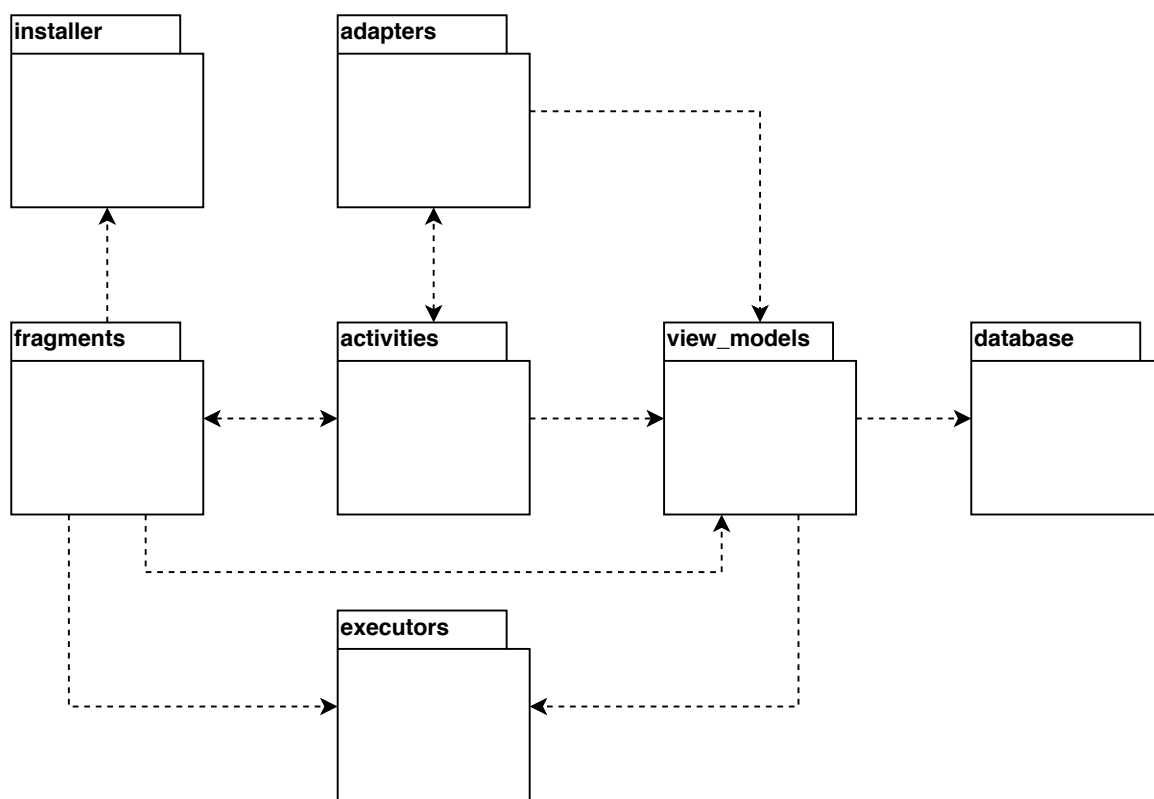 installer
adapters
fragments
activities
view_models
database
executors